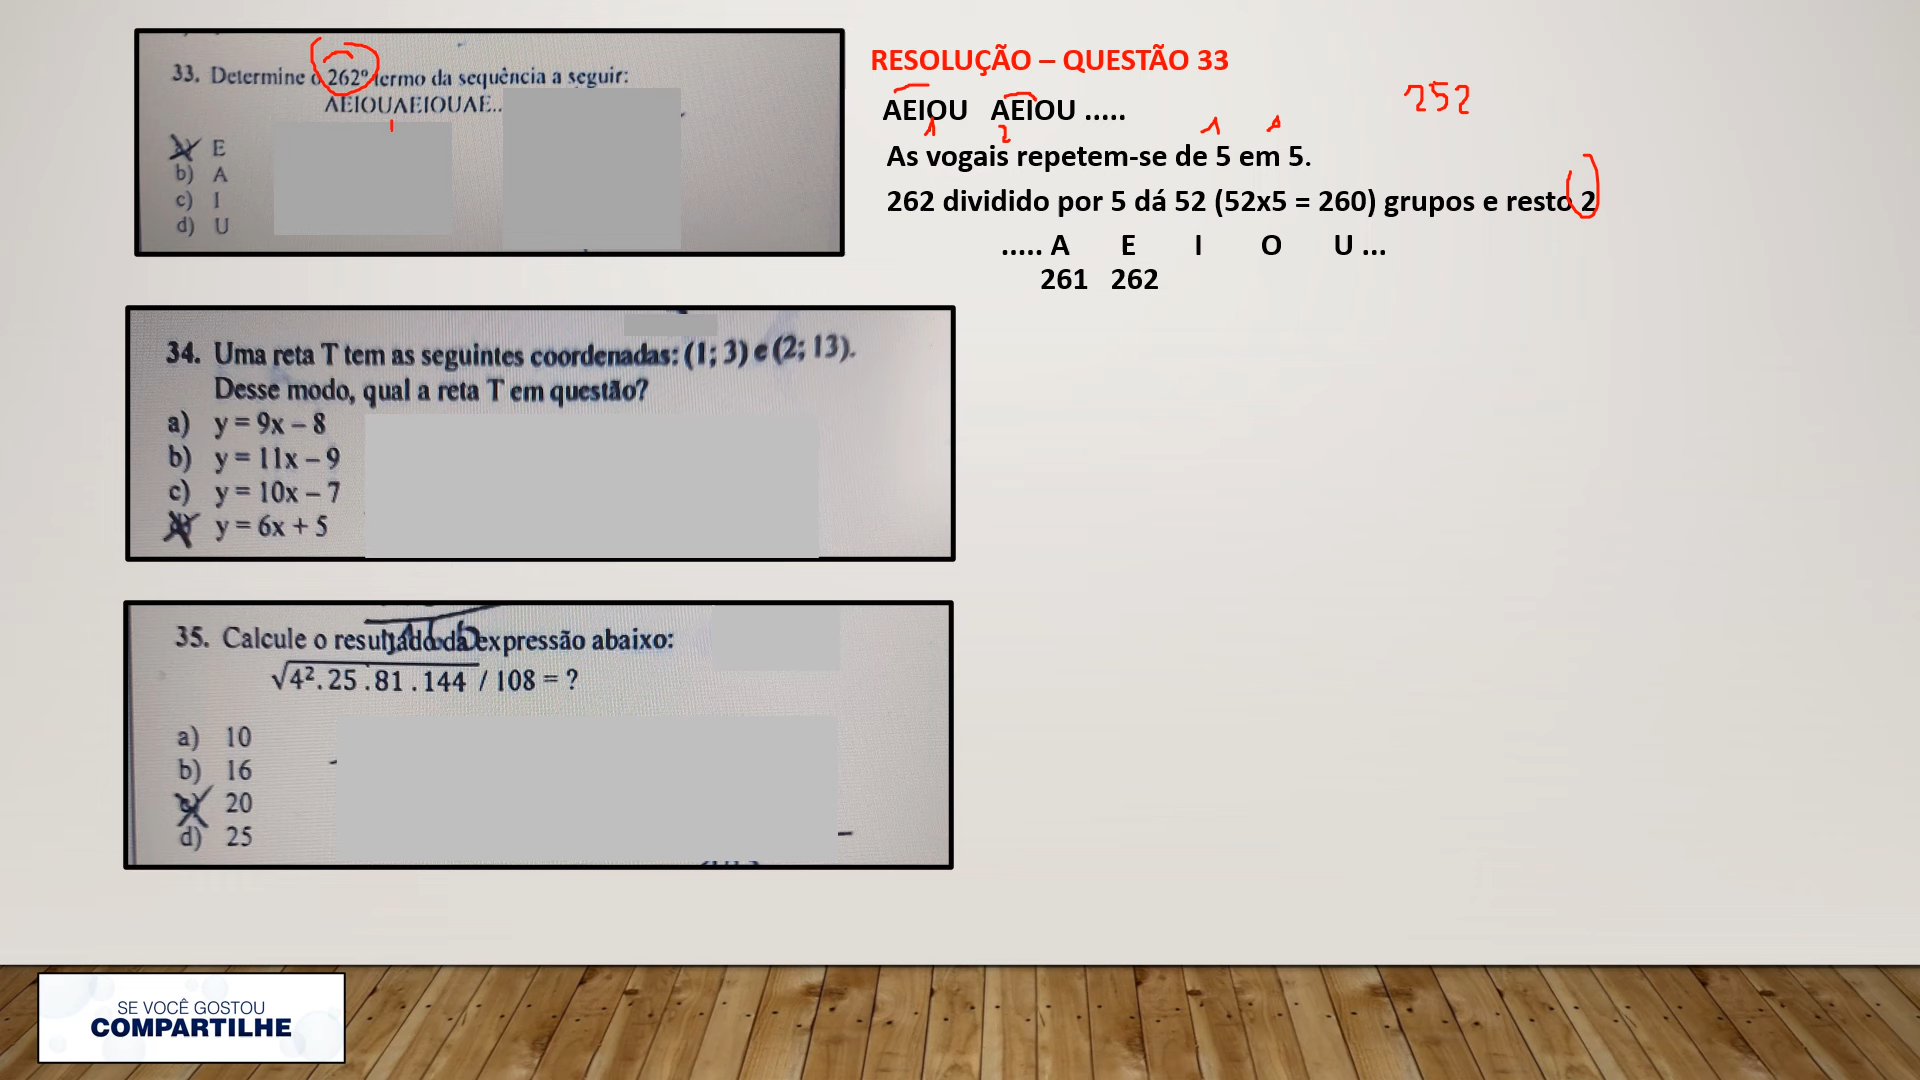 33. Determine o 262º termo da sequência a seguir:
AEIOUAEIOUAE..
a) E
b) A
c) I
d) U
RESOLUÇÃO – QUESTÃO 33
AEIOU AEIOU .....
1 2
252
As vogais repetem-se de 5 em 5.
262 dividido por 5 dá 52 (52x5 = 260) grupos e resto 2
..... A E I O U ...
261 262
34. Uma reta T tem as seguintes coordenadas: (1; 3) e (2; 13).
Desse modo, qual a reta T em questão?
a) y = 9x – 8
b) y = 11x – 9
c) y = 10x – 7
d) y = 6x + 5
35. Calcule o resultado da expressão abaixo:
√4². 25 . 81 . 144 / 108 = ?
a) 10
b) 16
c) 20
d) 25
SE VOCÊ GOSTOU
COMPARTILHE